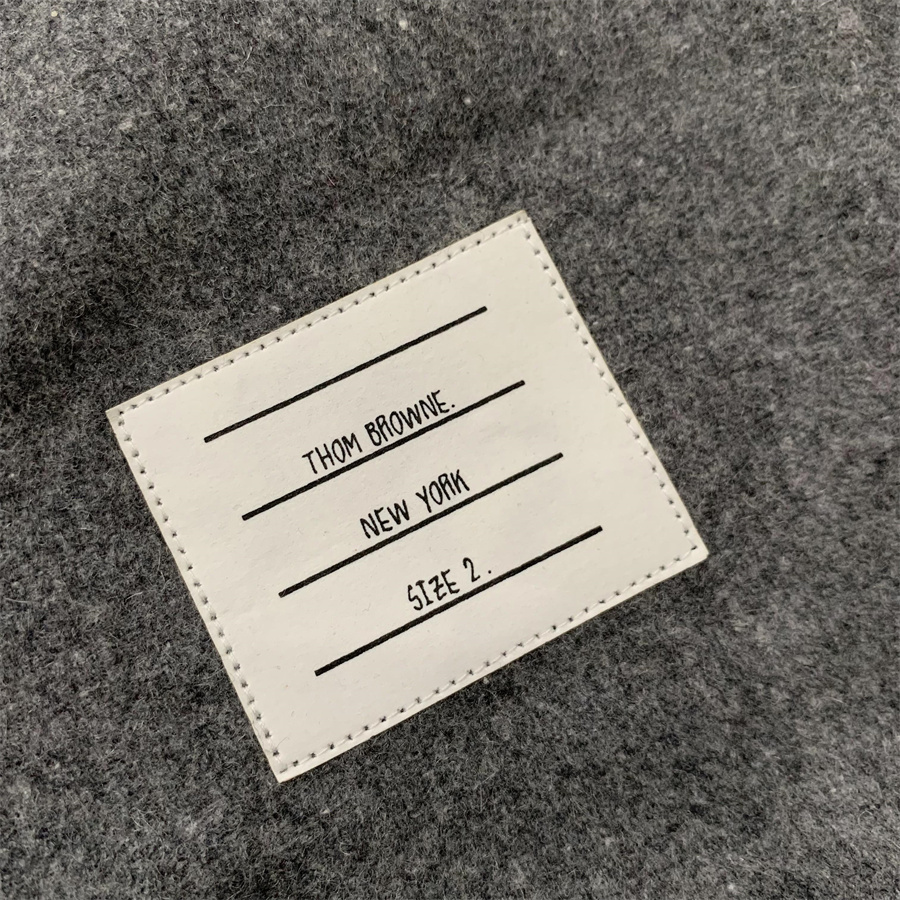 THOM BROWNE.
NEW YORK
SIZE 2.